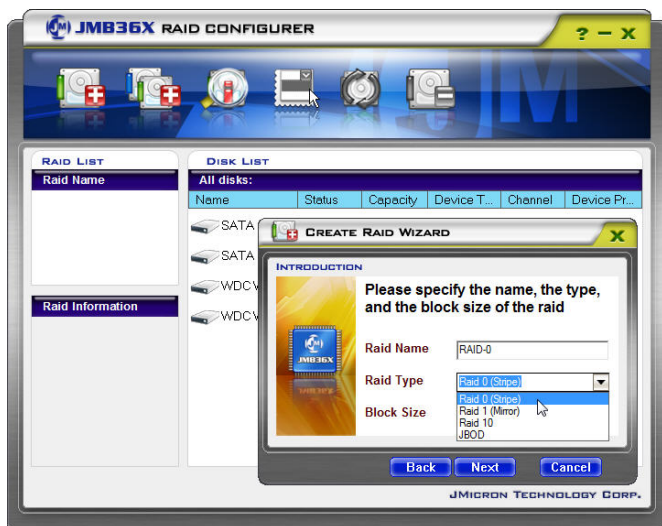 JMB36X RAID CONFIGURER
? – X
RAID LIST
Raid Name
Raid Information
DISK LIST
All disks:
Name Status Capacity Device T... Channel Device Pr...
SATA
SATA
WDC
WDC
CREATE RAID WIZARD
X
INTRODUCTION
Please specify the name, the type,
and the block size of the raid
JMB36X
Raid Name RAID-0
Raid Type Raid 0 (Stripe)
Raid 0 (Stripe)
Raid 1 (Mirror)
Raid 10
JBOD
Block Size
Back Next Cancel
JMICRON TECHNOLOGY CORP.